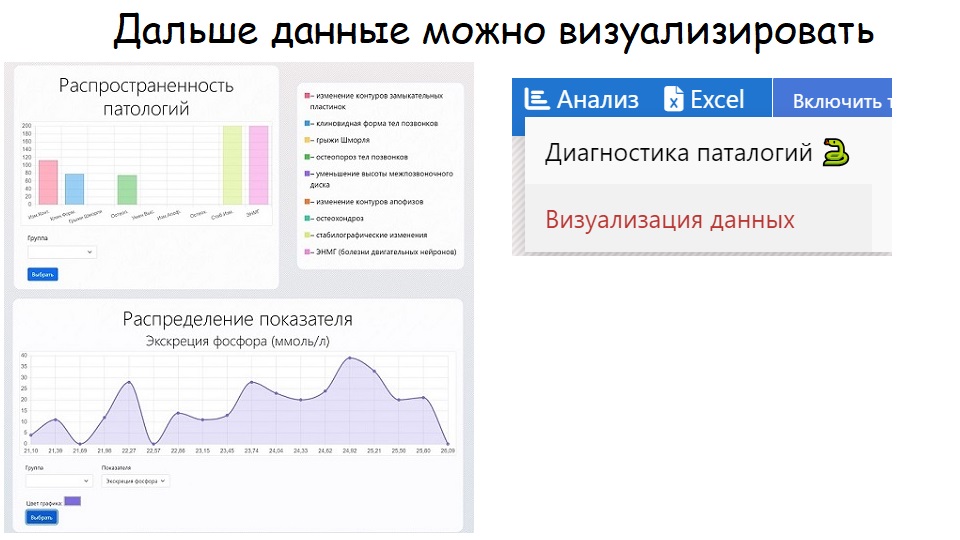 Дальше данные можно визуализировать
Распространенность
патологий
200
180
160
140
120
100
80
60
40
20
0
Изм.Конт.
Клин.Форм.
Грыжи Шморля
Остеох.
Стаб.Изм.
ЭНМГ
Группа
Выбрать
– изменение контуров замыкательных
пластинок
– клиновидная форма тел позвонков
– грыжи Шморля
– остеопороз тел позвонков
– уменьшение высоты межпозвоночного
диска
– изменение контуров апофизов
– остеохондроз
– стабилографические изменения
– ЭНМГ (болезни двигательных нейронов)
Анализ Excel Включить т
Диагностика паталогий
Визуализация данных
Распределение показателя
Экскреция фосфора (ммоль/л)
40
35
30
25
20
15
10
5
0
21,10 21,39 21,69 21,98 22,27 22,57 22,86 23,15 23,45 23,74 24,04 24,33 24,62 24,92 25,21 25,50 25,80 26,09
Группа Показатели
Экскреция фосфора
Цвет графика:
Выбрать